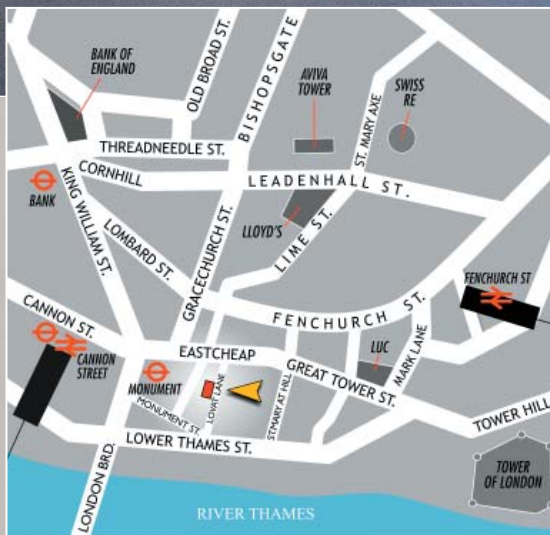 BANK OF
ENGLAND
OLD BROAD ST.
BISHOPSGATE
AVIVA
TOWER
ST. MARY AXE
SWISS
RE
THREADNEEDLE ST.
CORNHILL
BANK
LEADENHALL ST.
KING WILLIAM ST.
LOMBARD ST.
GRACECHURCH ST.
LLOYD'S
LIME ST.
FENCHURCH ST
CANNON ST.
FENCHURCH ST.
CANNON
STREET
EASTCHEAP
LUC
MARK LANE
MONUMENT
LOVAT LANE
GREAT TOWER ST.
MONUMENT ST.
ST.MARY AT HILL
TOWER HILL
LOWER THAMES ST.
LONDON BRD.
TOWER
OF LONDON
RIVER THAMES